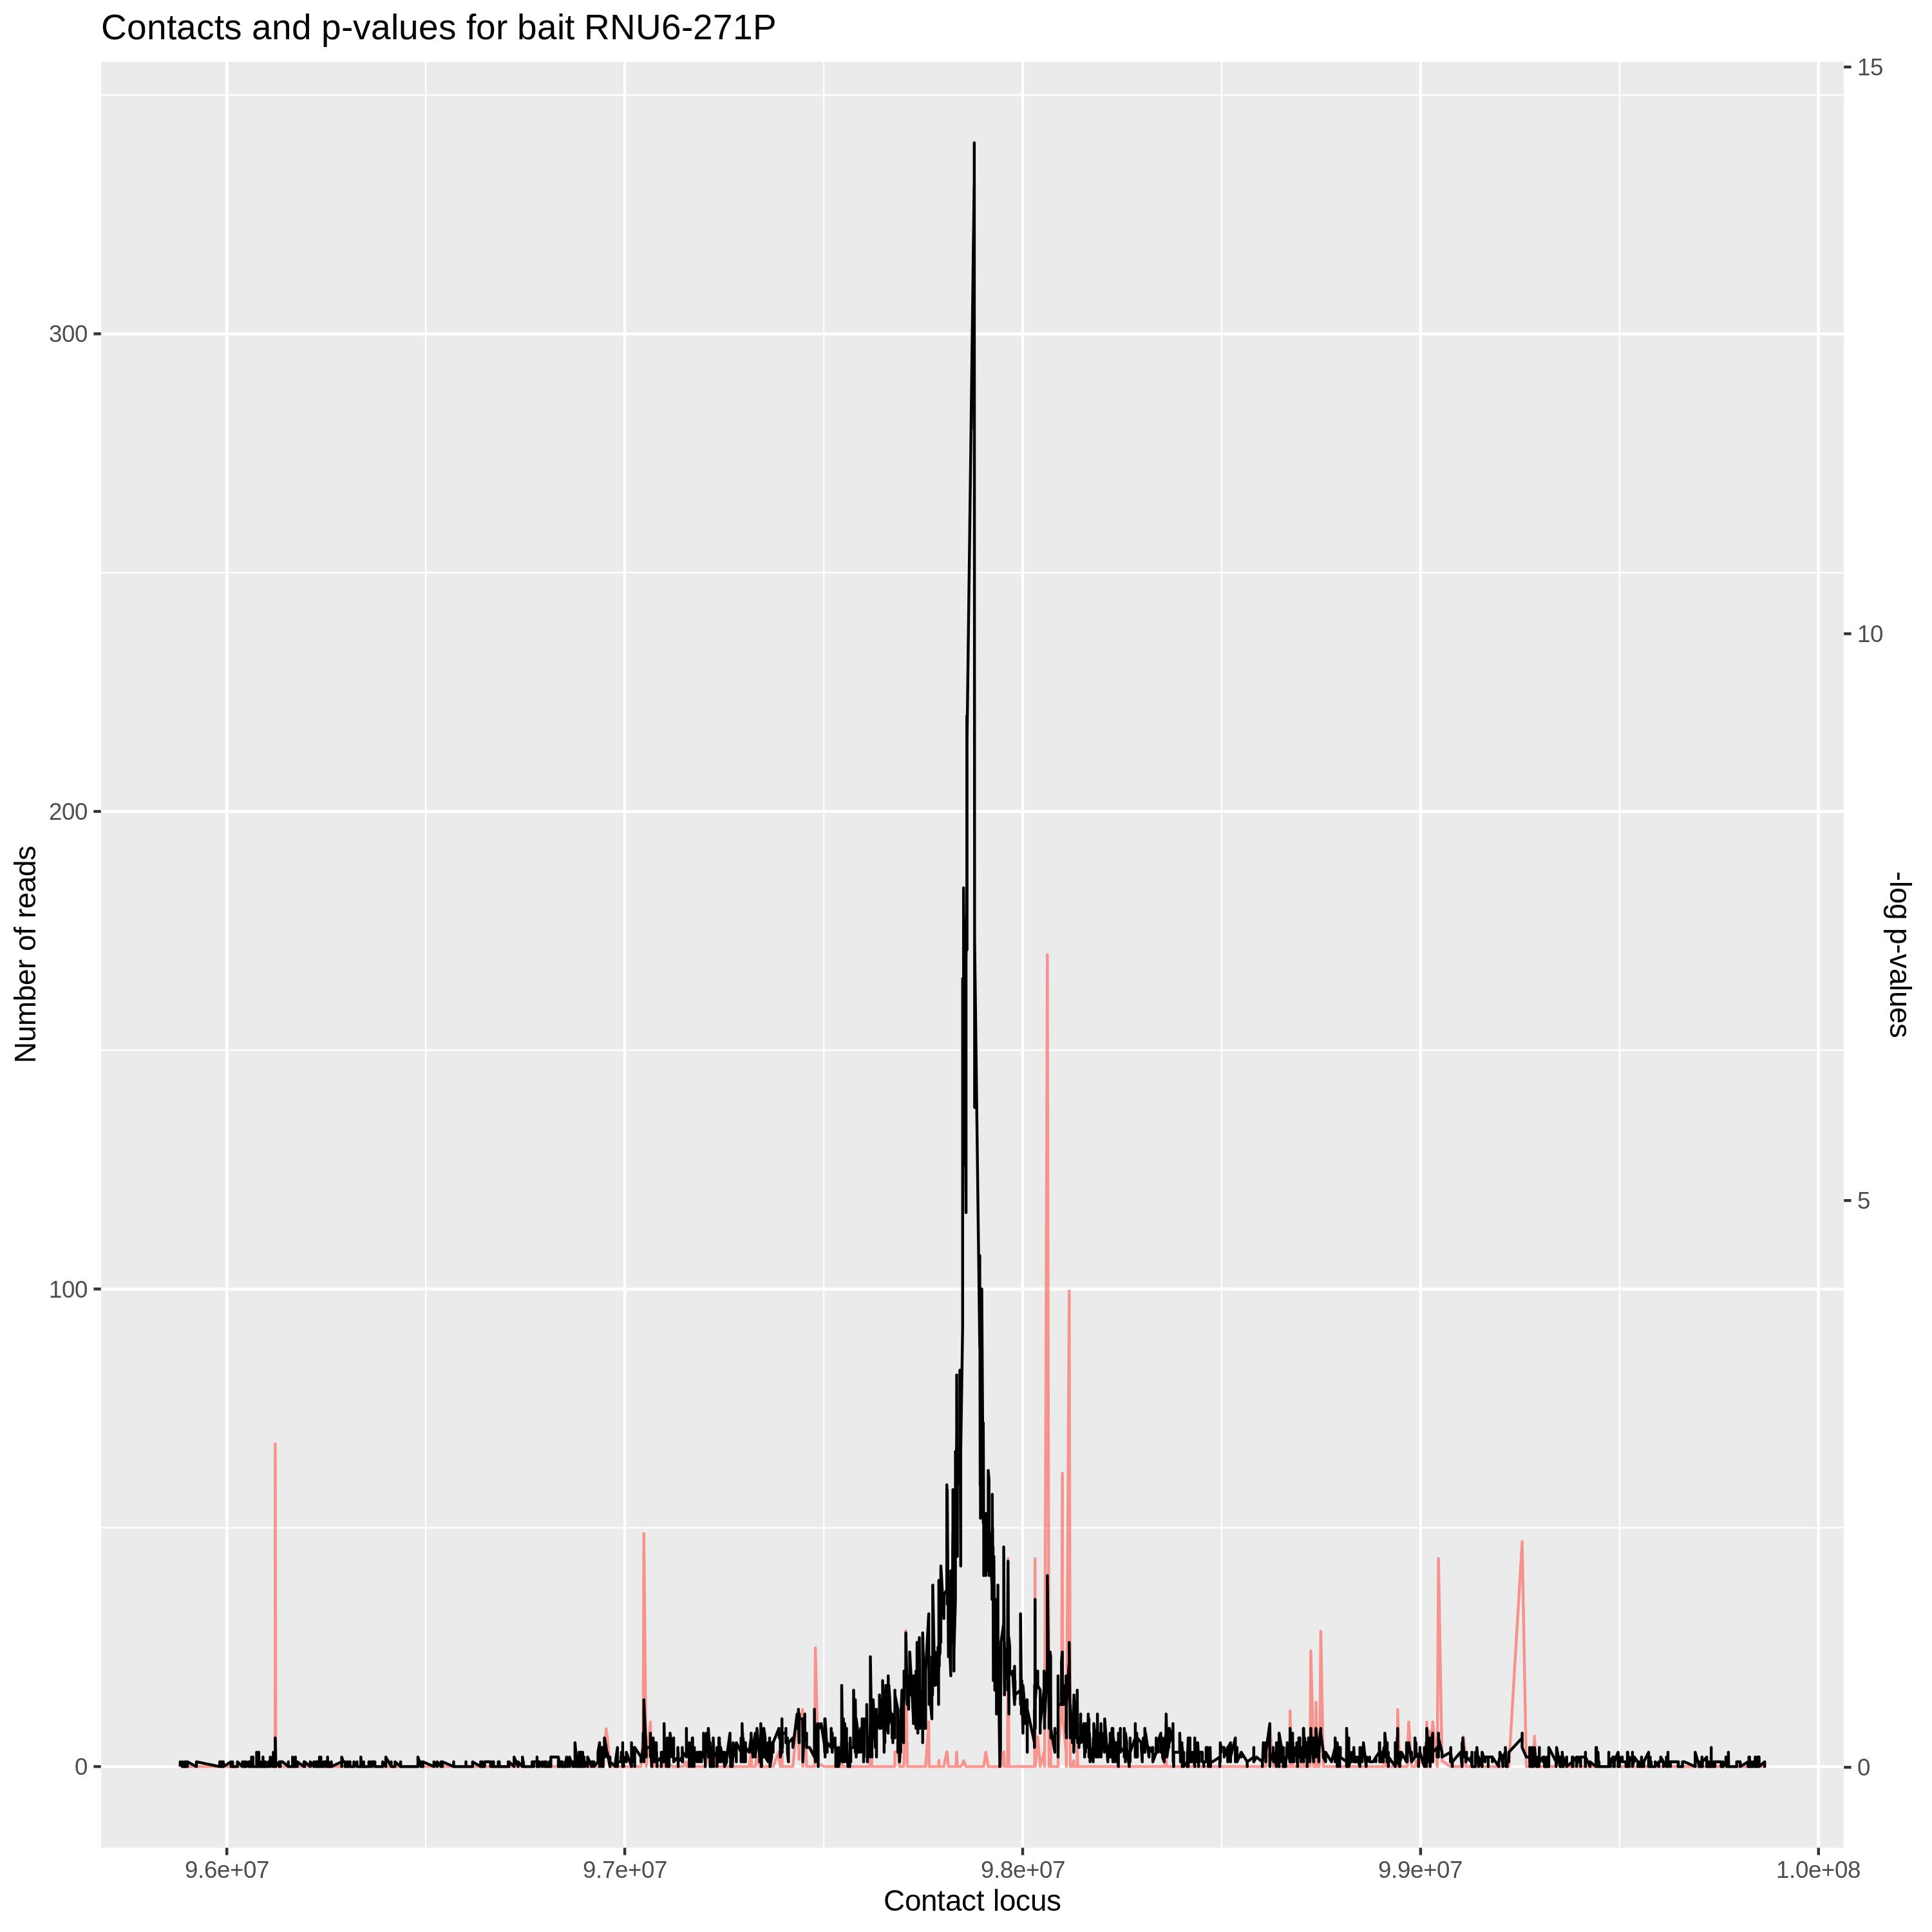 Contacts and p-values for bait RNU6-271P
15
300
10
200
Number of reads
-log p-values
5
100
0
0
9.6e+07
9.7e+07
9.8e+07
9.9e+07
1.0e+08
Contact locus